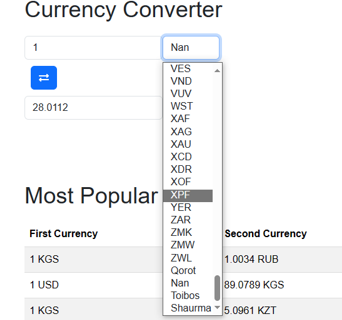 Currency Converter
1
Nan
28.0112
VES
VND
VUV
WST
XAF
XAG
XAU
XCD
XDR
XOF
XPF
YER
ZAR
ZMK
ZMW
ZWL
Qorot
Nan
Toibos
Shaurma
Most Popular
First Currency
Second Currency
1 KGS
1.0034 RUB
1 USD
89.0789 KGS
1 KGS
5.0961 KZT